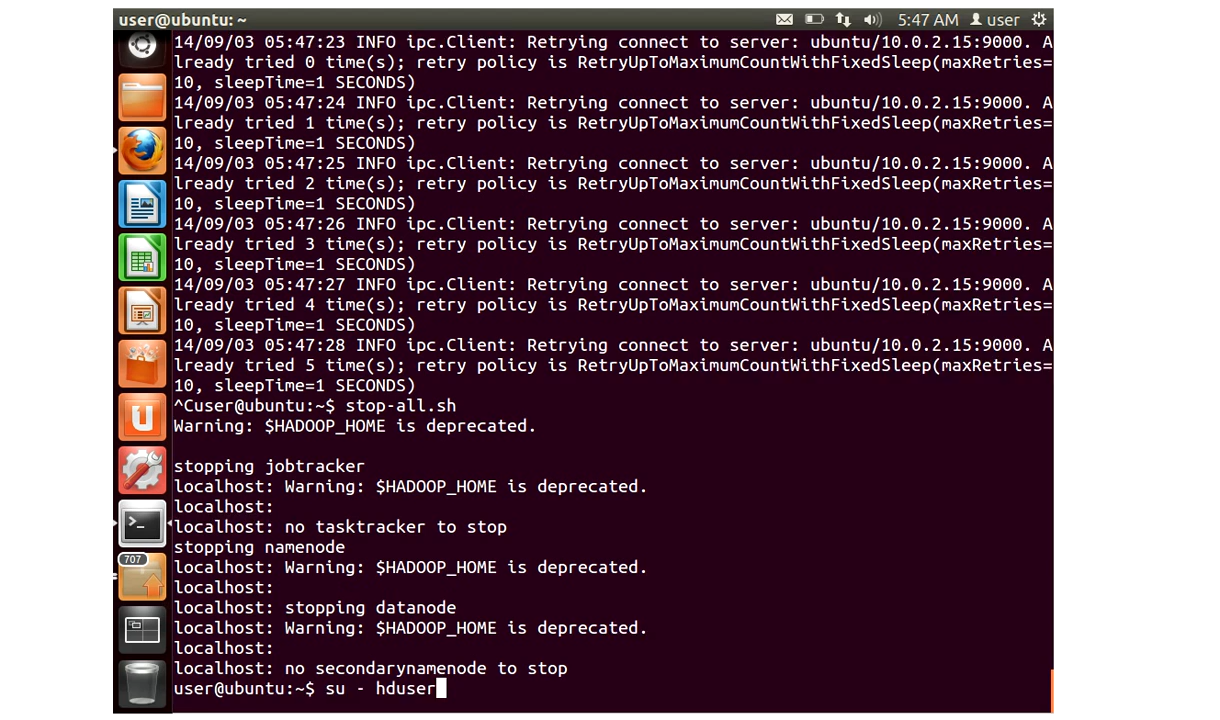 user@ubuntu: ~
5:47 AM user
14/09/03 05:47:23 INFO ipc.Client: Retrying connect to server: ubuntu/10.0.2.15:9000. A
lready tried 0 time(s); retry policy is RetryUpToMaximumCountWithFixedSleep(maxRetries=
10, sleepTime=1 SECONDS)
14/09/03 05:47:24 INFO ipc.Client: Retrying connect to server: ubuntu/10.0.2.15:9000. A
lready tried 1 time(s); retry policy is RetryUpToMaximumCountWithFixedSleep(maxRetries=
10, sleepTime=1 SECONDS)
14/09/03 05:47:25 INFO ipc.Client: Retrying connect to server: ubuntu/10.0.2.15:9000. A
lready tried 2 time(s); retry policy is RetryUpToMaximumCountWithFixedSleep(maxRetries=
10, sleepTime=1 SECONDS)
14/09/03 05:47:26 INFO ipc.Client: Retrying connect to server: ubuntu/10.0.2.15:9000. A
lready tried 3 time(s); retry policy is RetryUpToMaximumCountWithFixedSleep(maxRetries=
10, sleepTime=1 SECONDS)
14/09/03 05:47:27 INFO ipc.Client: Retrying connect to server: ubuntu/10.0.2.15:9000. A
lready tried 4 time(s); retry policy is RetryUpToMaximumCountWithFixedSleep(maxRetries=
10, sleepTime=1 SECONDS)
14/09/03 05:47:28 INFO ipc.Client: Retrying connect to server: ubuntu/10.0.2.15:9000. A
lready tried 5 time(s); retry policy is RetryUpToMaximumCountWithFixedSleep(maxRetries=
10, sleepTime=1 SECONDS)
^Cuser@ubuntu:~$ stop-all.sh
Warning: $HADOOP_HOME is deprecated.
stopping jobtracker
localhost: Warning: $HADOOP_HOME is deprecated.
localhost:
localhost: no tasktracker to stop
stopping namenode
localhost: Warning: $HADOOP_HOME is deprecated.
localhost:
localhost: stopping datanode
localhost: Warning: $HADOOP_HOME is deprecated.
localhost:
localhost: no secondarynamenode to stop
user@ubuntu:~$ su - hduser
707